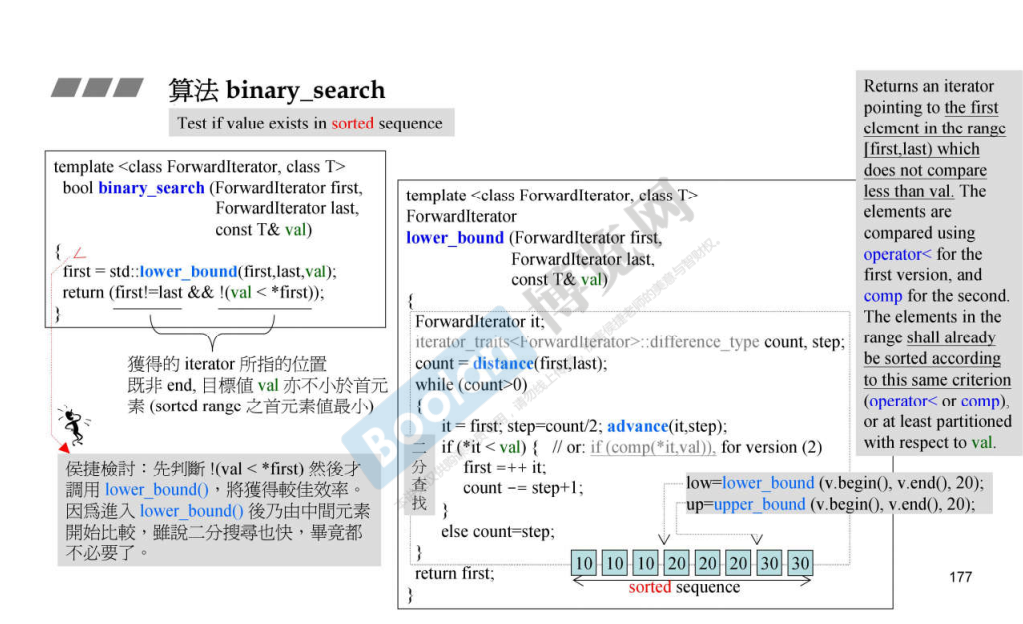 算法 binary_search
Test if value exists in sorted sequence
template <class ForwardIterator, class T>
bool binary_search (ForwardIterator first,
ForwardIterator last,
const T& val)
{
first = std::lower_bound(first,last,val);
return (first!=last && !(val < *first));
}
獲得的 iterator 所指的位置
既非 end, 目標値 val 亦不小於首元
素 (sorted range 之首元素値最小)
侯捷檢討：先判斷 !(val < *first) 然後才
調用 lower_bound()，將獲得較佳效率。
因爲進入 lower_bound() 後乃由中間元素
開始比較，雖說二分搜尋也快，畢竟都
不必要了。
template <class ForwardIterator, class T>
ForwardIterator
lower_bound (ForwardIterator first,
ForwardIterator last,
const T& val)
{
ForwardIterator it;
iterator_traits<ForwardIterator>::difference_type count, step;
count = distance(first,last);
while (count>0)
{
it = first; step=count/2; advance(it,step);
if (*it < val) { // or: if (comp(*it,val)), for version (2)
first =++ it;
count -= step+1;
}
else count=step;
}
return first;
}
二
分
查
找
low=lower_bound (v.begin(), v.end(), 20);
up=upper_bound (v.begin(), v.end(), 20);
10 10 10 20 20 20 30 30
sorted sequence
Returns an iterator
pointing to the first
element in the range
[first,last) which
does not compare
less than val. The
elements are
compared using
operator< for the
first version, and
comp for the second.
The elements in the
range shall already
be sorted according
to this same criterion
(operator< or comp),
or at least partitioned
with respect to val.
177
Boolan 博览网